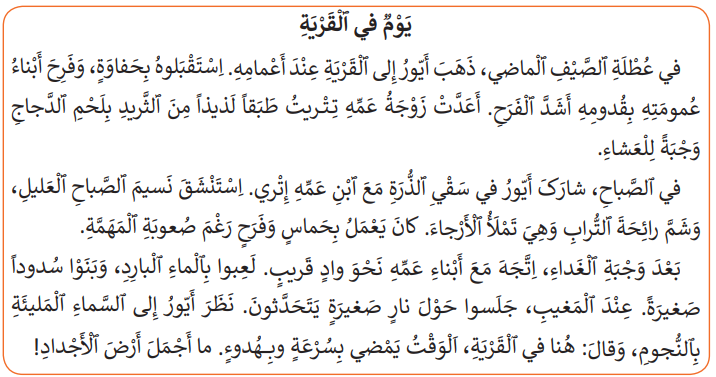 يَوْمٌ في ٱلْقَرْيَةِ
في عُطْلَةِ ٱلصَّيْفِ ٱلْماضي، ذَهَبَ أَيّورُ إِلى ٱلْقَرْيَةِ عِنْدَ أَعْمامِهِ. اِسْتَقْبَلوهُ بِحَفاوَةٍ، وَفَرِحَ أَبْناءُ
عُمومَتِهِ بِقُدومِهِ أَشَدَّ ٱلْفَرَحِ. أَعَدَّتْ زَوْجَةُ عَمِّهِ تِتْريتُ طَبَقاً لَذيذاً مِنَ ٱلثَّريدِ بِلَحْمِ ٱلدَّجاجِ
وَجْبَةً لِلْعَشاءِ.
في ٱلصَّباحِ، شارَكَ أَيّورُ في سَقْيِ ٱلذُّرَةِ مَعَ ٱبْنِ عَمِّهِ إِتْري. اِسْتَنْشَقَ نَسيمَ ٱلصَّباحِ ٱلْعَليلِ،
وَشَمَّ رائِحَةَ ٱلتُّرابِ وَهِيَ تَمْلَأُ ٱلْأَرْجاءَ. كانَ يَعْمَلُ بِحَماسٍ وَفَرَحٍ رَغْمَ صُعوبَةِ ٱلْمَهَمَّةِ.
بَعْدَ وَجْبَةِ ٱلْغَداءِ، اِتَّجَهَ مَعَ أَبْناءِ عَمِّهِ نَحْوَ وادٍ قَريبٍ. لَعِبوا بِٱلْماءِ ٱلْبارِدِ، وَبَنَوْا سُدوداً
صَغيرَةً. عِنْدَ ٱلْمَغيبِ، جَلَسوا حَوْلَ نارٍ صَغيرَةٍ يَتَحَدَّثونَ. نَظَرَ أَيّورُ إِلى ٱلسَّماءِ ٱلْمَليئَةِ
بِٱلنُّجومِ، وَقالَ: هُنا في ٱلْقَرْيَةِ، اَلْوَقْتُ يَمْضي بِسُرْعَةٍ وبِهُدوءٍ. ما أَجْمَلَ أَرْضَ ٱلْأَجْدادِ!